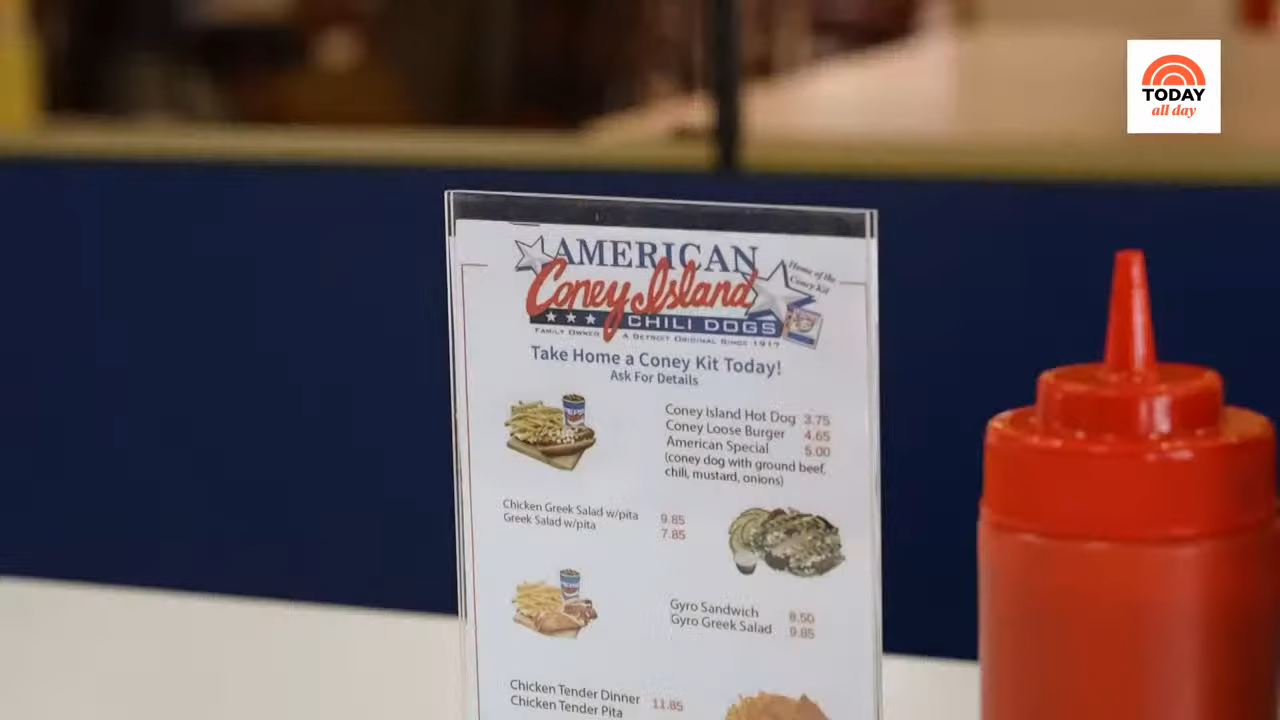 TODAY
all day
AMERICAN
Coney Island
CHILI DOGS
Home of the
Coney Kit
FAMILY OWNED
A DETROIT ORIGINAL SINCE 1917
Take Home a Coney Kit Today!
Ask For Details
Coney Island Hot Dog 3.75
Coney Loose Burger 4.65
American Special 5.00
(coney dog with ground beef,
chili, mustard, onions)
Chicken Greek Salad w/pita 9.85
Greek Salad w/pita 7.85
Gyro Sandwich 8.50
Gyro Greek Salad 9.85
Chicken Tender Dinner 11.85
Chicken Tender Pita